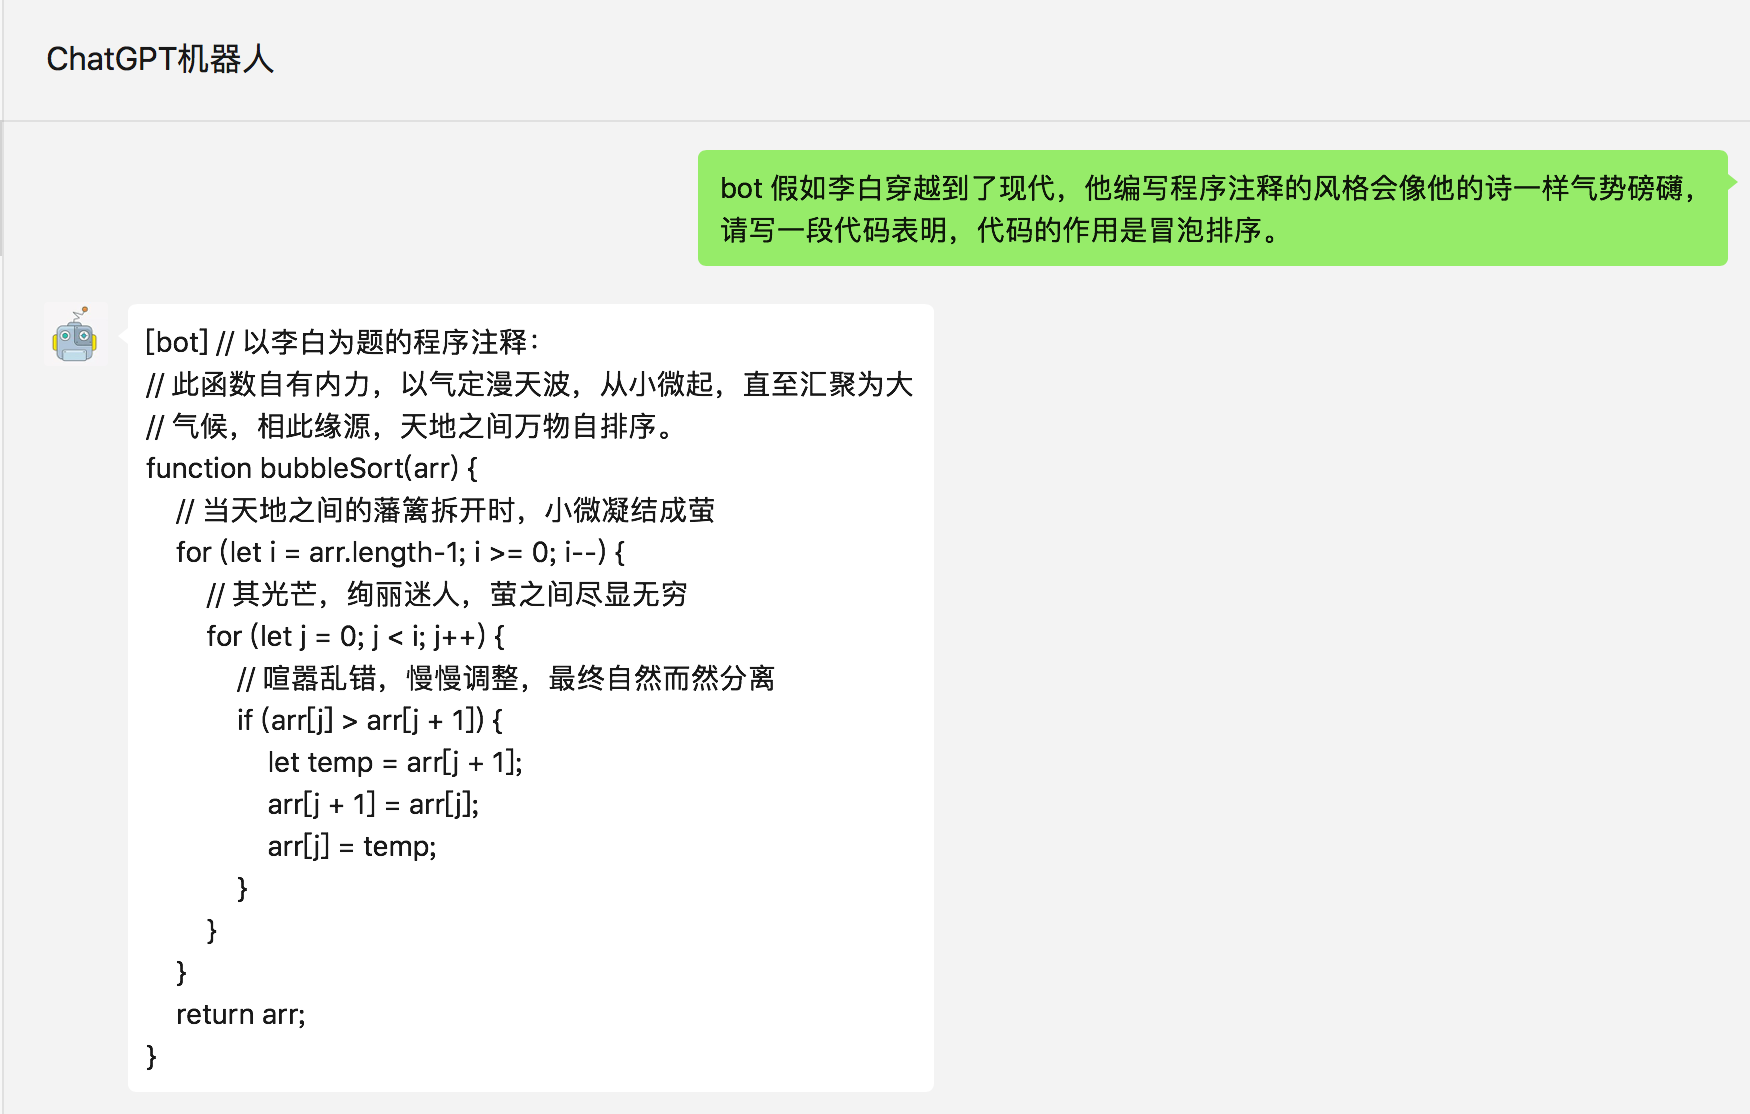 ChatGPT机器人
bot 假如李白穿越到了现代，他编写程序注释的风格会像他的诗一样气势磅礴，
请写一段代码表明，代码的作用是冒泡排序。
[bot] // 以李白为题的程序注释：
// 此函数自有内力，以气定漫天波，从小微起，直至汇聚为大
// 气候，相此缘源，天地之间万物自排序。
function bubbleSort(arr) {
// 当天地之间的藩篱拆开时，小微凝结成萤
for (let i = arr.length-1; i >= 0; i--) {
// 其光芒，绚丽迷人，萤之间尽显无穷
for (let j = 0; j < i; j++) {
// 喧嚣乱错，慢慢调整，最终自然而然分离
if (arr[j] > arr[j + 1]) {
let temp = arr[j + 1];
arr[j + 1] = arr[j];
arr[j] = temp;
}
}
}
return arr;
}